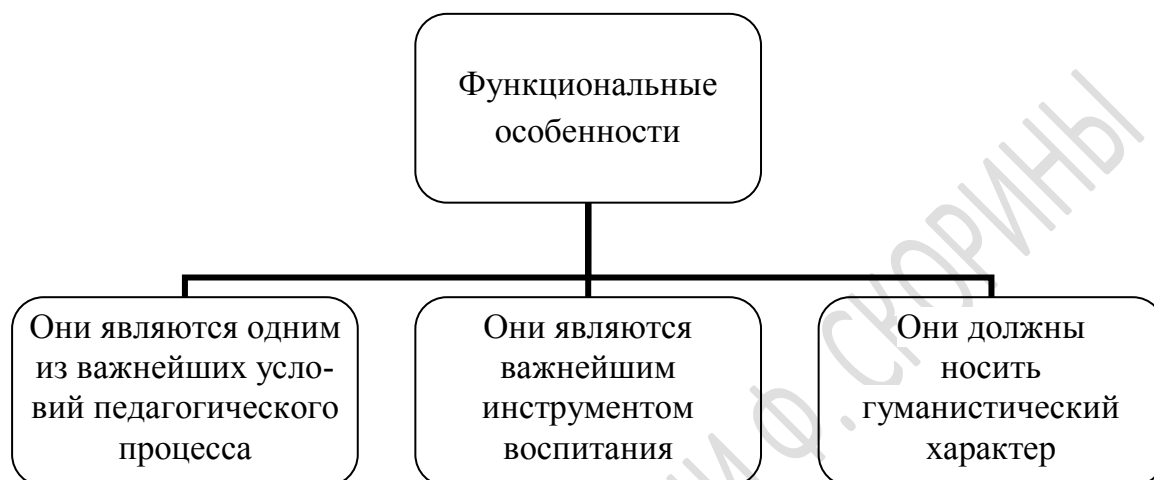 Функциональные
особенности
Они являются одним
из важнейших усло-
вий педагогического
процесса
Они являются
важнейшим
инструментом
воспитания
Они должны
носить
гуманистический
характер
И Ф. СКОРИНЫ